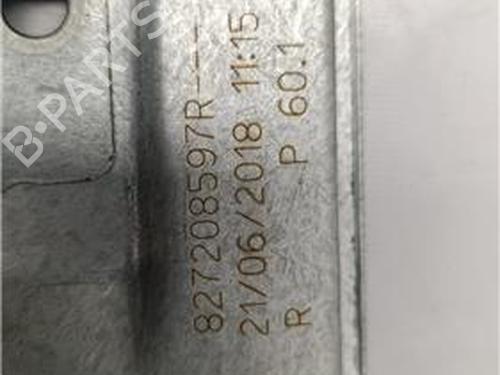 827208597R---
21/06/2018 11:15
R P 60.1
B-PARTS